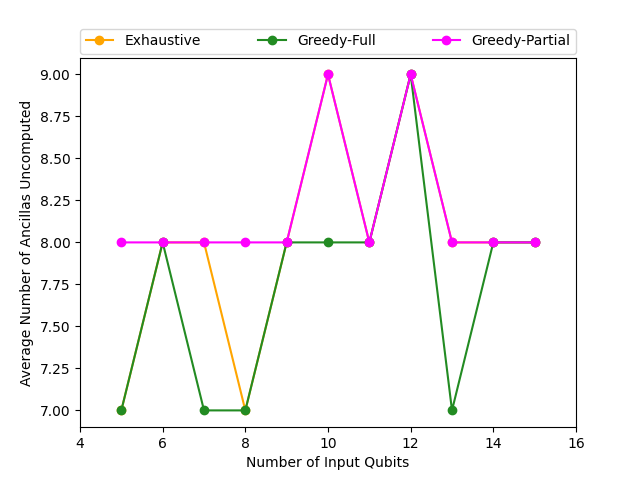 Exhaustive Greedy-Full Greedy-Partial
9.00
8.75
8.50
8.25
8.00
7.75
7.50
7.25
7.00
Average Number of Ancillas Uncomputed
4 6 8 10 12 14 16
Number of Input Qubits